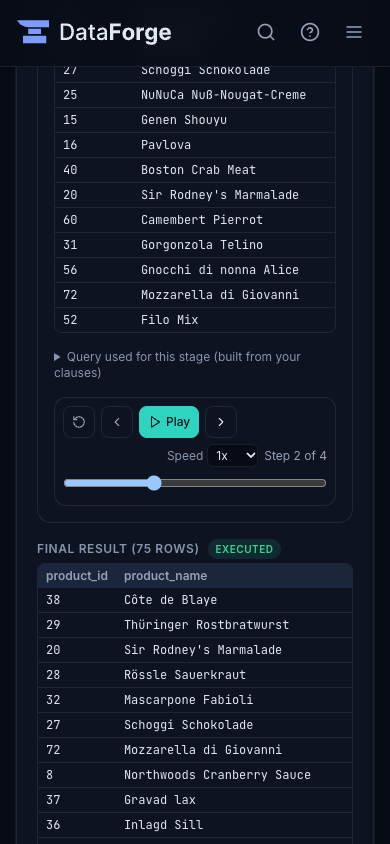 DataForge
27 Schoggi Schokolade
25 NuNuCa Nuß-Nougat-Creme
15 Genen Shouyu
16 Pavlova
40 Boston Crab Meat
20 Sir Rodney's Marmalade
60 Camembert Pierrot
31 Gorgonzola Telino
56 Gnocchi di nonna Alice
72 Mozzarella di Giovanni
52 Filo Mix
Query used for this stage (built from your
clauses)
Play
Speed 1x Step 2 of 4
FINAL RESULT (75 ROWS) EXECUTED
product_id product_name
38 Côte de Blaye
29 Thüringer Rostbratwurst
20 Sir Rodney's Marmalade
28 Rössle Sauerkraut
32 Mascarpone Fabioli
27 Schoggi Schokolade
72 Mozzarella di Giovanni
8 Northwoods Cranberry Sauce
37 Gravad lax
36 Inlagd Sill